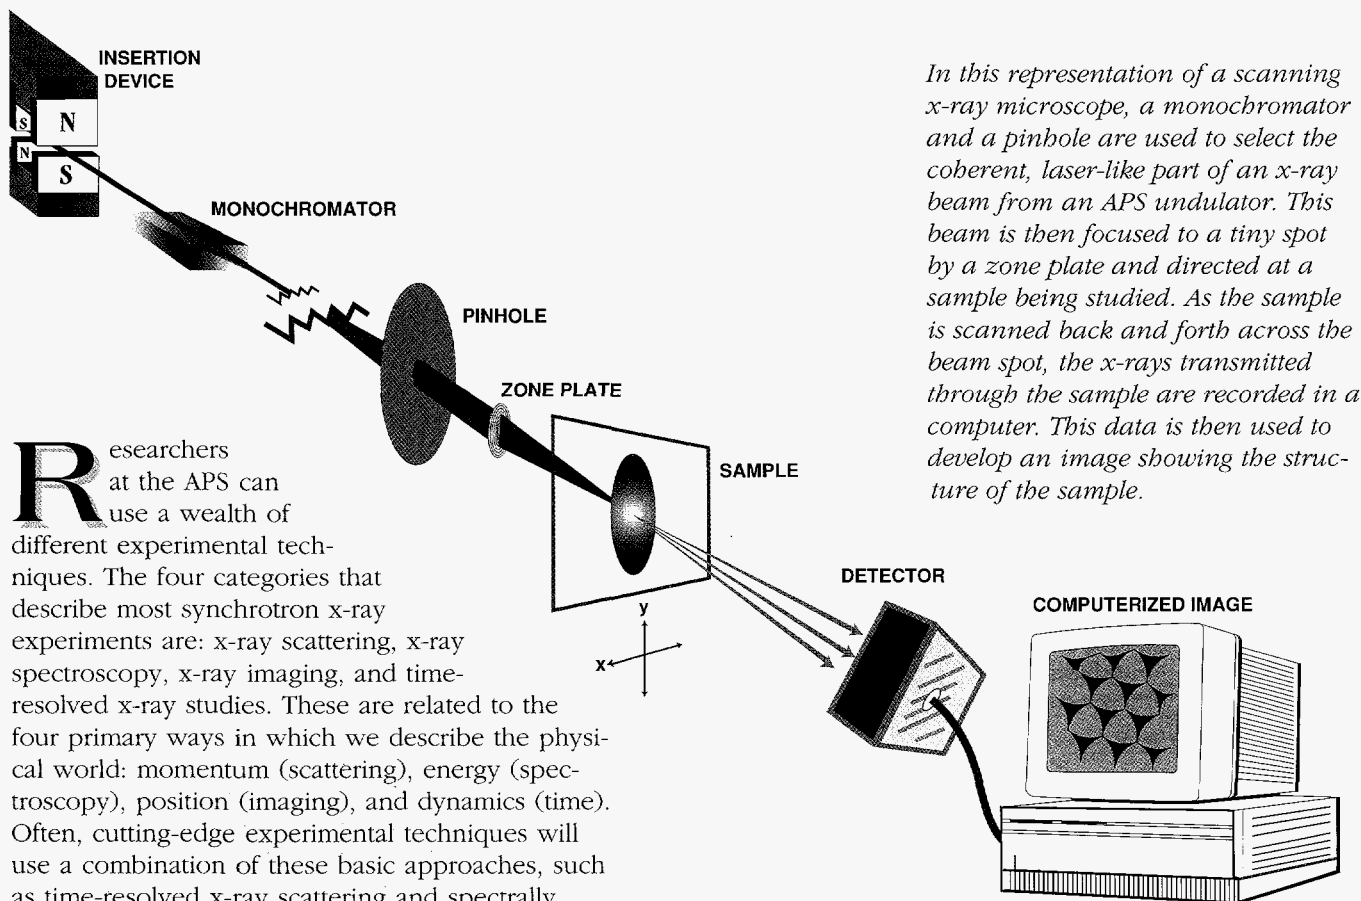 INSERTION
DEVICE
S
N
N
S
MONOCHROMATOR
PINHOLE
ZONE PLATE
SAMPLE
y
x
DETECTOR
COMPUTERIZED IMAGE
In this representation of a scanning
x-ray microscope, a monochromator
and a pinhole are used to select the
coherent, laser-like part of an x-ray
beam from an APS undulator. This
beam is then focused to a tiny spot
by a zone plate and directed at a
sample being studied. As the sample
is scanned back and forth across the
beam spot, the x-rays transmitted
through the sample are recorded in a
computer. This data is then used to
develop an image showing the struc-
ture of the sample.
Researchers
at the APS can
use a wealth of
different experimental tech-
niques. The four categories that
describe most synchrotron x-ray
experiments are: x-ray scattering, x-ray
spectroscopy, x-ray imaging, and time-
resolved x-ray studies. These are related to the
four primary ways in which we describe the physi-
cal world: momentum (scattering), energy (spec-
troscopy), position (imaging), and dynamics (time).
Often, cutting-edge experimental techniques will
use a combination of these basic approaches, such
as time-resolved x-ray scattering and spectrally